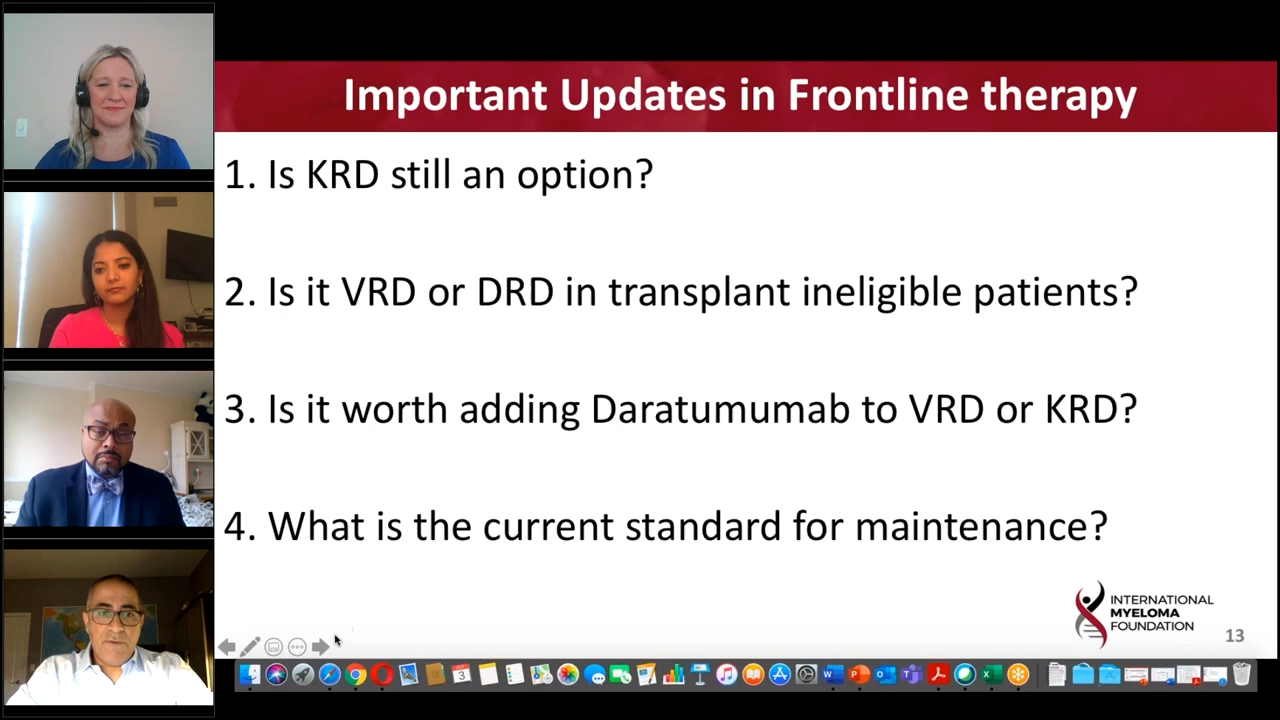 Important Updates in Frontline therapy
1. Is KRD still an option?
2. Is it VRD or DRD in transplant ineligible patients?
3. Is it worth adding Daratumumab to VRD or KRD?
4. What is the current standard for maintenance?
INTERNATIONAL
MYELOMA
FOUNDATION
13
3